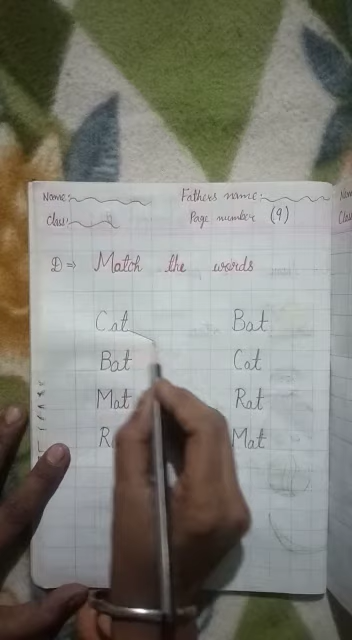 Name: Fathers name:
Class: Page number (9)
D => Match the words
Cat Bat
Bat Cat
Mat Rat
Mat